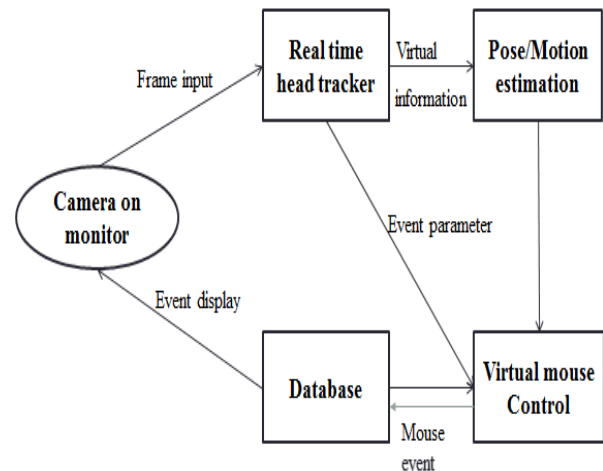 Real time
head tracker
Virtual
information
Pose/Motion
estimation
Frame input
Camera on
monitor
Event parameter
Event display
Database
Virtual mouse
Control
Mouse
event